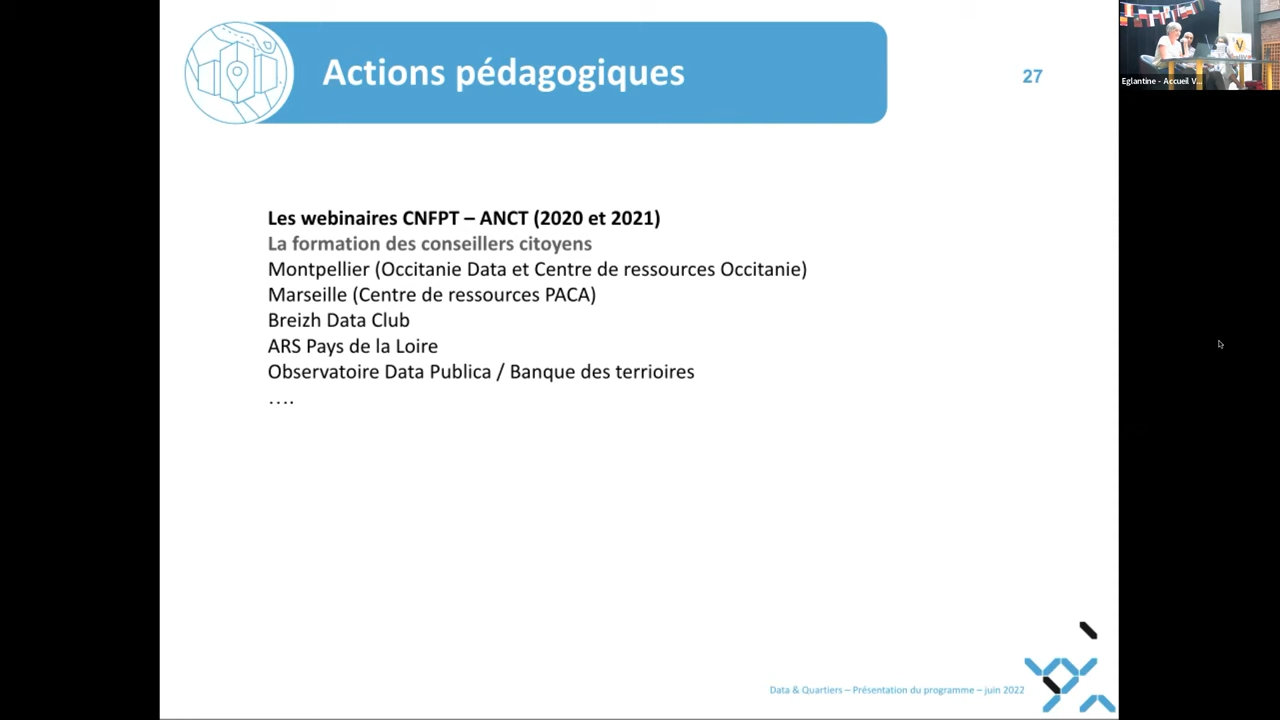 Actions pédagogiques
27
Eglantine - Accueil V...
Les webinaires CNFPT – ANCT (2020 et 2021)
La formation des conseillers citoyens
Montpellier (Occitanie Data et Centre de ressources Occitanie)
Marseille (Centre de ressources PACA)
Breizh Data Club
ARS Pays de la Loire
Observatoire Data Publica / Banque des terrioires
….
Data & Quartiers – Présentation du programme – juin 2022